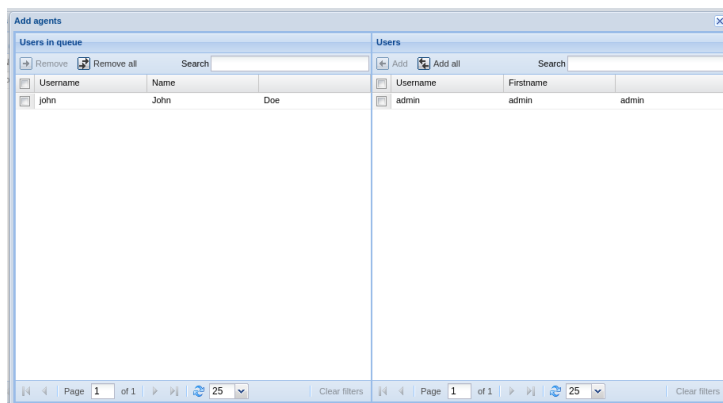 Add agents
Users in queue
Remove Remove all Search
Username Name
john John Doe
Page 1 of 1 25 Clear filters
Users
Add Add all Search
Username Firstname
admin admin admin
Page 1 of 1 25 Clear filters